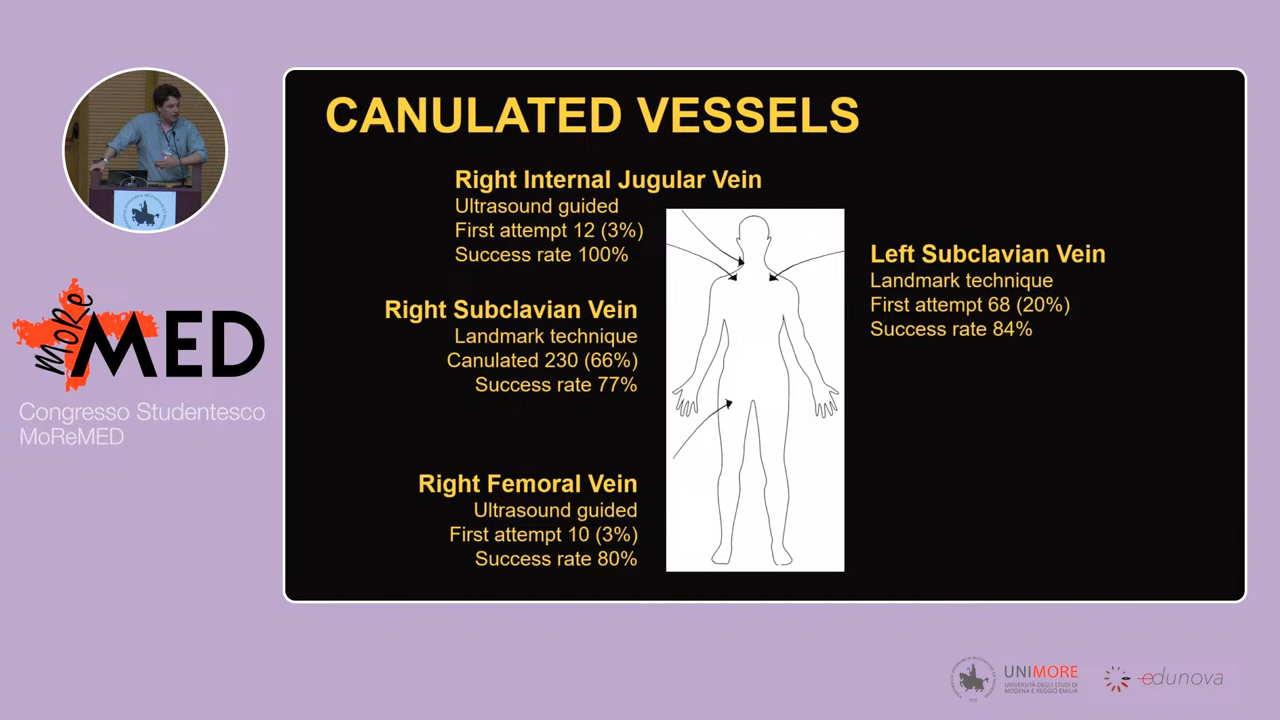 CANULATED VESSELS
Right Internal Jugular Vein
Ultrasound guided
First attempt 12 (3%)
Success rate 100%
Left Subclavian Vein
Landmark technique
First attempt 68 (20%)
Success rate 84%
Right Subclavian Vein
Landmark technique
Canulated 230 (66%)
Success rate 77%
Right Femoral Vein
Ultrasound guided
First attempt 10 (3%)
Success rate 80%
MoRe
MED
Congresso Studentesco
MoReMED
UNIMORE
UNIVERSITÀ DEGLI STUDI DI
MODENA E REGGIO EMILIA
edunova